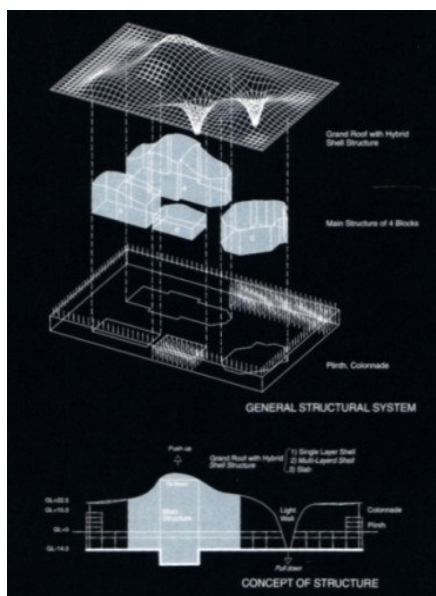 Grand Roof with Hybrid
Shell Structure
Main Structure of 4 Blocks
Plinth, Colonnade
GENERAL STRUCTURAL SYSTEM
Push up
Grand Roof with Hybrid
Shell Structure
1) Single Layer Shell
2) Multi-Layerd Shell
3) Slab
Main
Structure
Light
Well
Colonnade
Plinth
GL+22.5
GL+15.0
GL+0
GL-14.0
Pull down
CONCEPT OF STRUCTURE